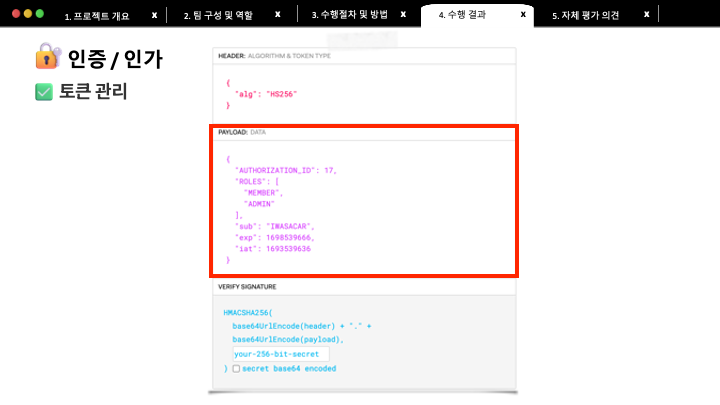 1. 프로젝트 개요 x 2. 팀 구성 및 역할 x 3. 수행절차 및 방법 x 4. 수행 결과 x 5. 자체 평가 의견 x
인증 / 인가
토큰 관리
HEADER: ALGORITHM & TOKEN TYPE
{
"alg": "HS256"
}
PAYLOAD: DATA
{
"AUTHORIZATION_ID": 17,
"ROLES": [
"MEMBER",
"ADMIN"
],
"sub": "IWASACAR",
"exp": 1698539666,
"iat": 1693539636
}
VERIFY SIGNATURE
HMACSHA256(
base64UrlEncode(header) + "." +
base64UrlEncode(payload),
your-256-bit-secret
) secret base64 encoded